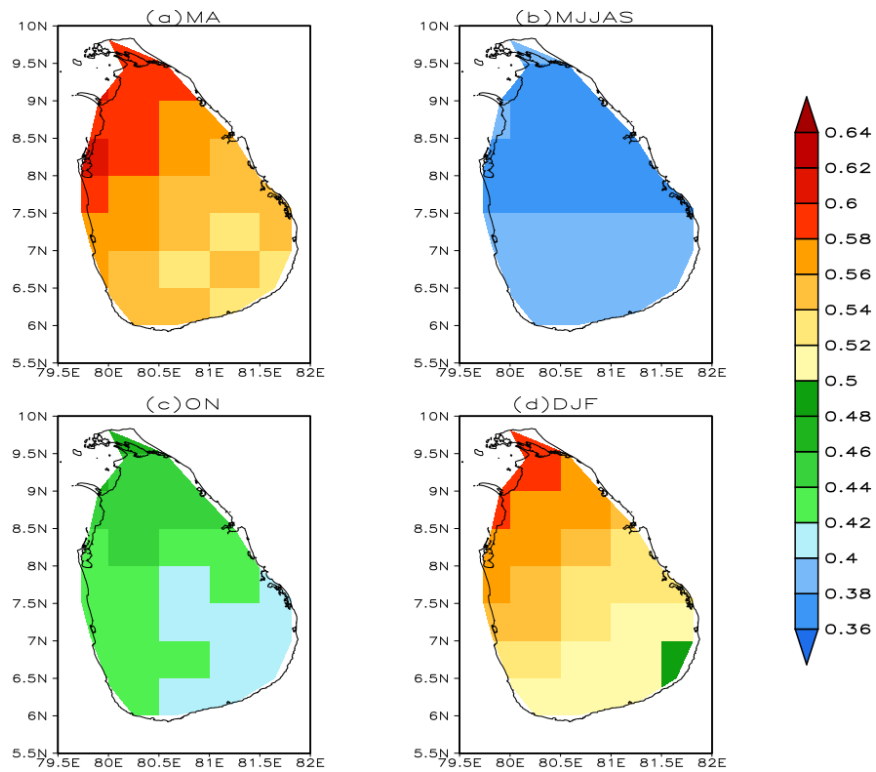 (a)MA
10N
9.5N
9N
8.5N
8N
7.5N
7N
6.5N
6N
5.5N
79.5E 80E 80.5E 81E 81.5E 82E
(b)MJJAS
10N
9.5N
9N
8.5N
8N
7.5N
7N
6.5N
6N
5.5N
79.5E 80E 80.5E 81E 81.5E 82E
(c)ON
10N
9.5N
9N
8.5N
8N
7.5N
7N
6.5N
6N
5.5N
79.5E 80E 80.5E 81E 81.5E 82E
(d)DJF
10N
9.5N
9N
8.5N
8N
7.5N
7N
6.5N
6N
5.5N
79.5E 80E 80.5E 81E 81.5E 82E
0.64
0.62
0.6
0.58
0.56
0.54
0.52
0.5
0.48
0.46
0.44
0.42
0.4
0.38
0.36